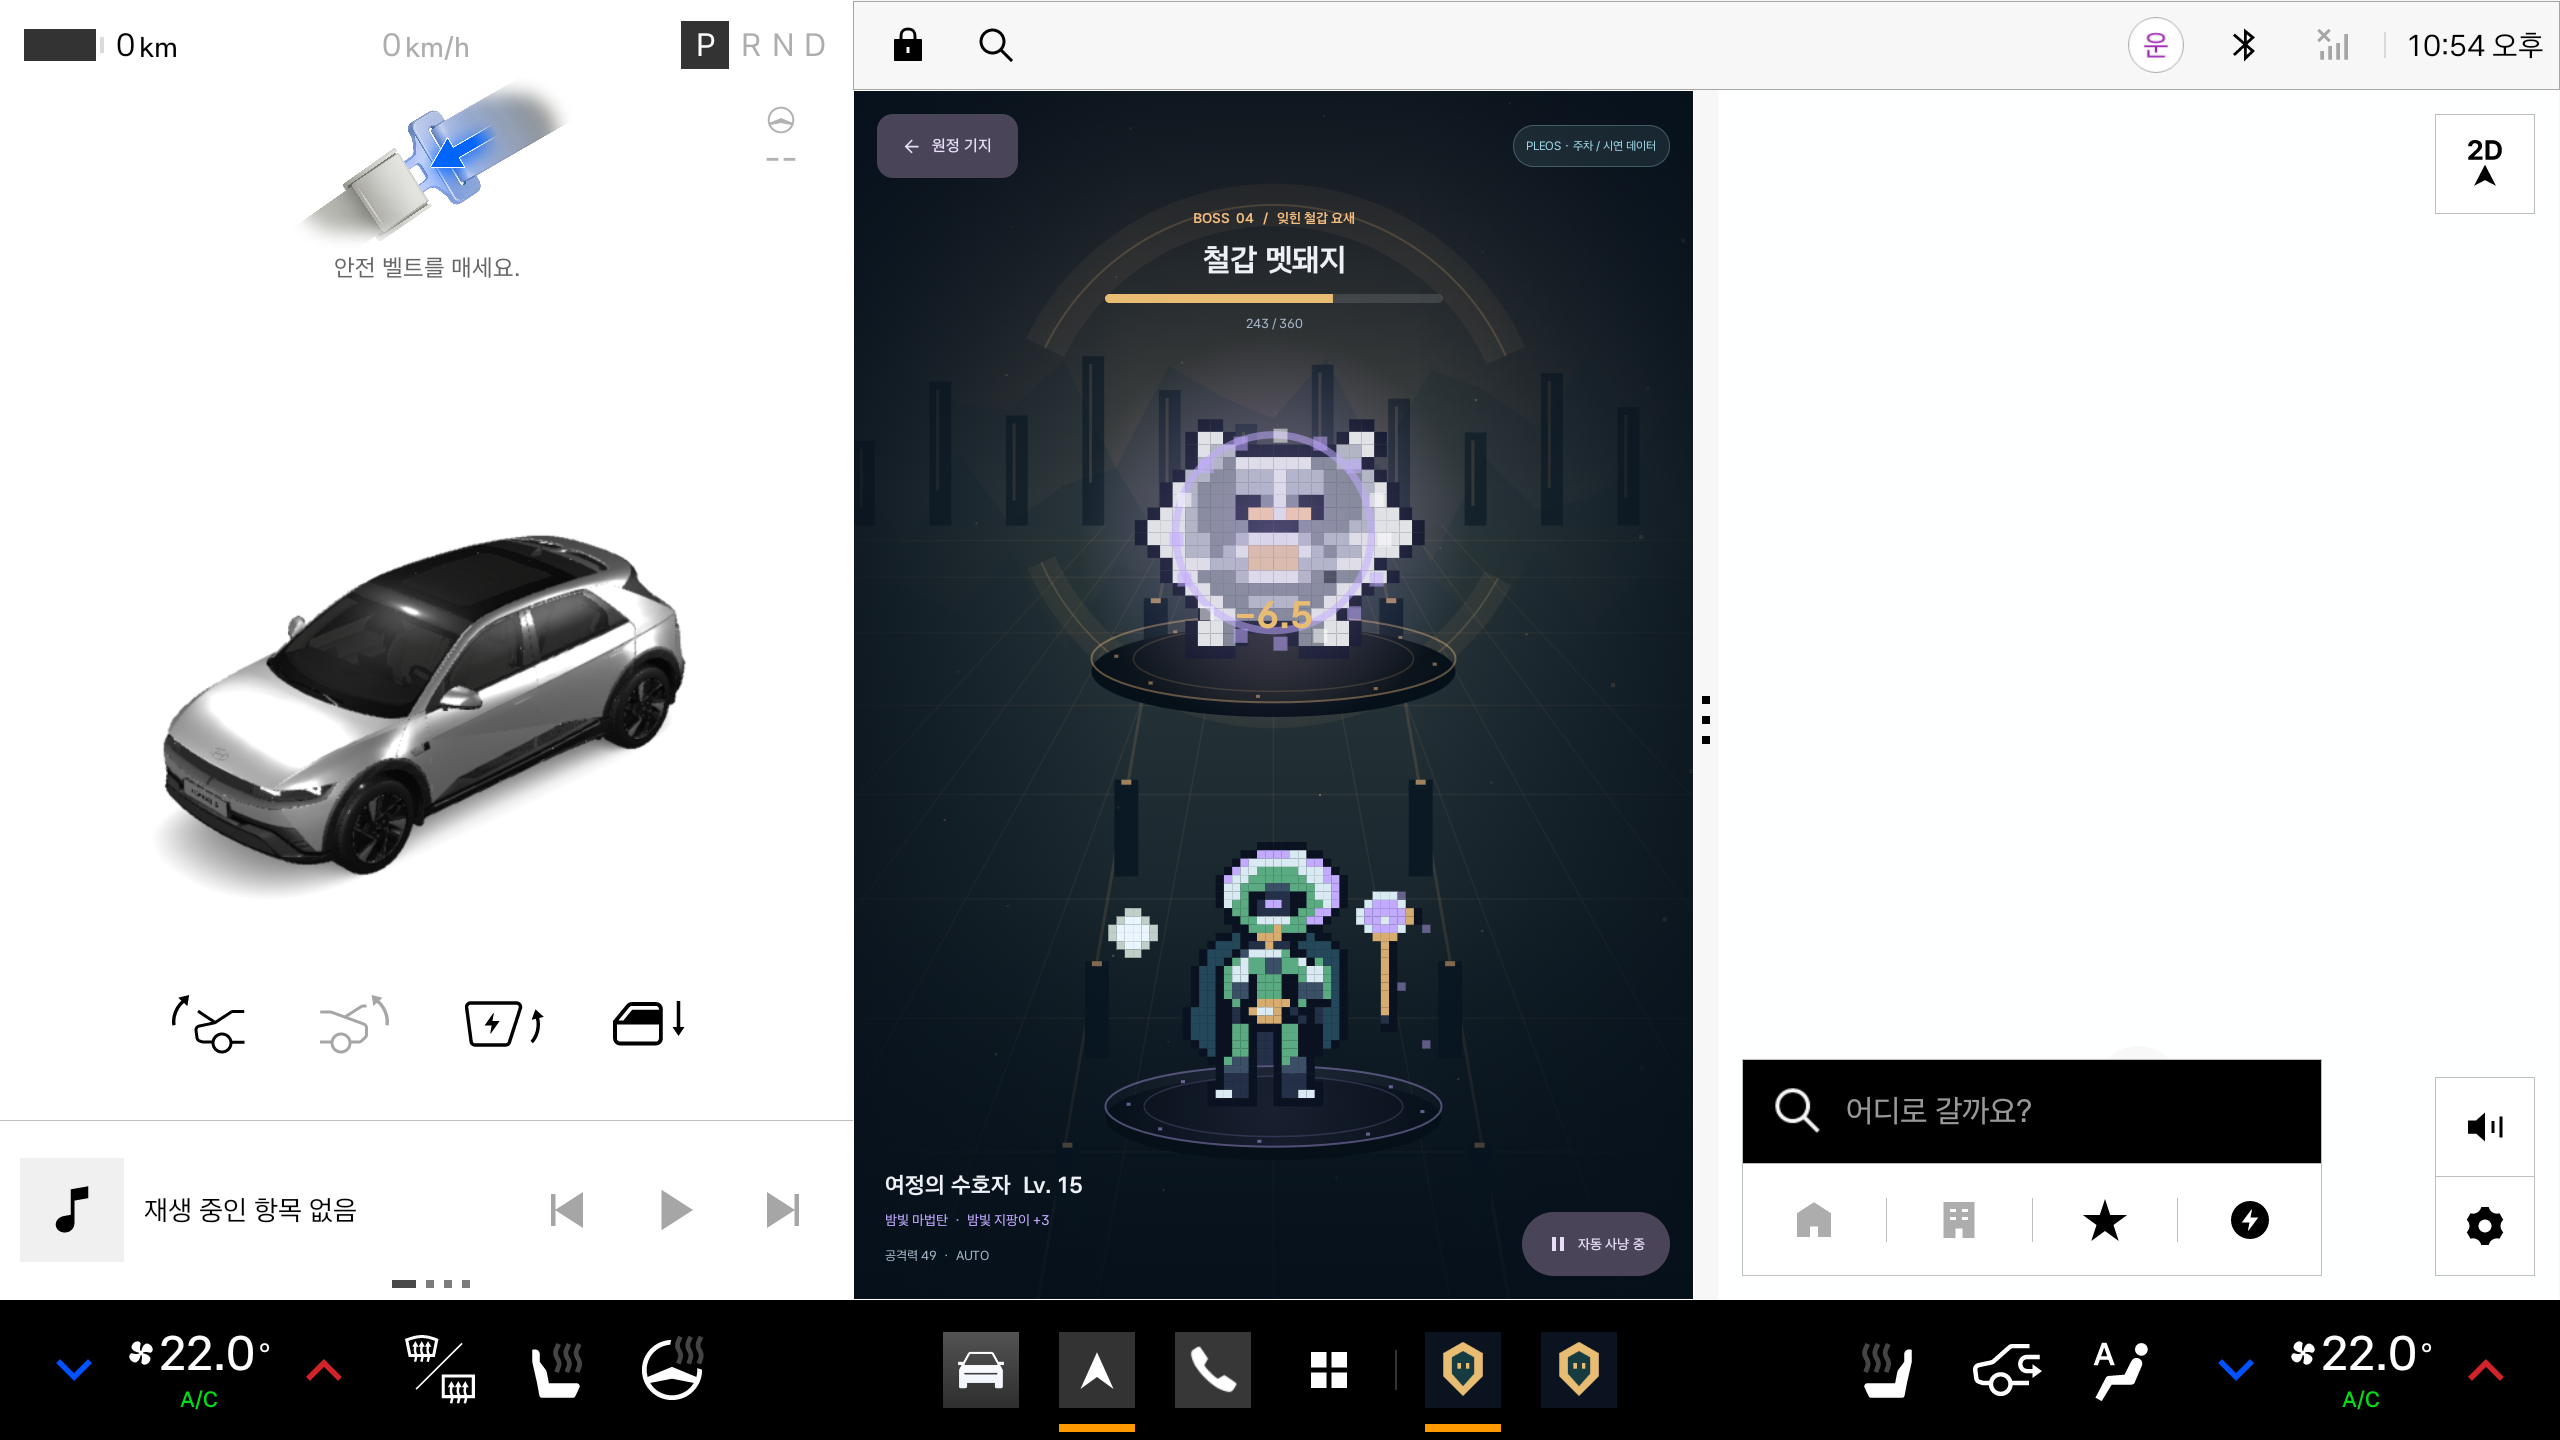 0 km
0 km/h
P R N D
안전 벨트를 매세요.
재생 중인 항목 없음
운
10:54 오후
원정 기지
PLEOS · 주차 / 시연 데이터
BOSS 04 / 잊힌 철갑 요새
철갑 멧돼지
243 / 360
-6.5
여정의 수호자 Lv. 15
밤빛 마법탄 · 밤빛 지팡이 +3
공격력 49 · AUTO
자동 사냥 중
2D
어디로 갈까요?
22.0°
A/C
A
22.0°
A/C